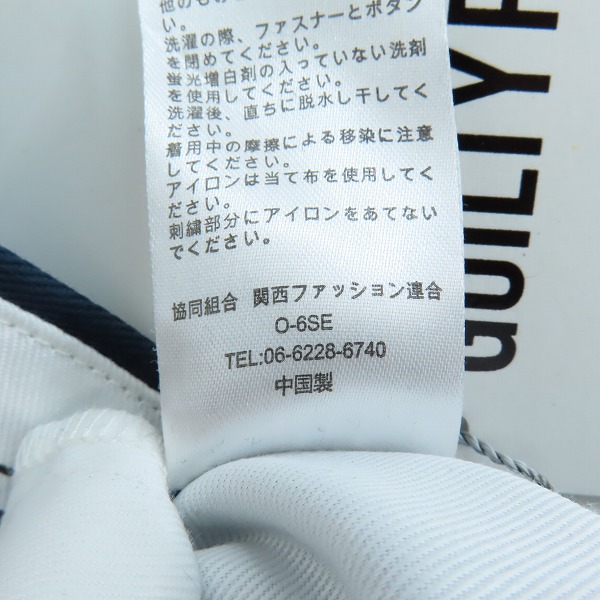 い。
洗濯の際、ファスナーとボタン
を閉めてください。
蛍光増白剤の入っていない洗剤
を使用してください。
洗濯後、直ちに脱水し干してく
ださい。
着用中の摩擦による移染に注意
してください。
アイロンは当て布を使用してく
ださい。
刺繍部分にアイロンをあてない
でください。
協同組合 関西ファッション連合
O-6SE
TEL:06-6228-6740
中国製
GUILTY